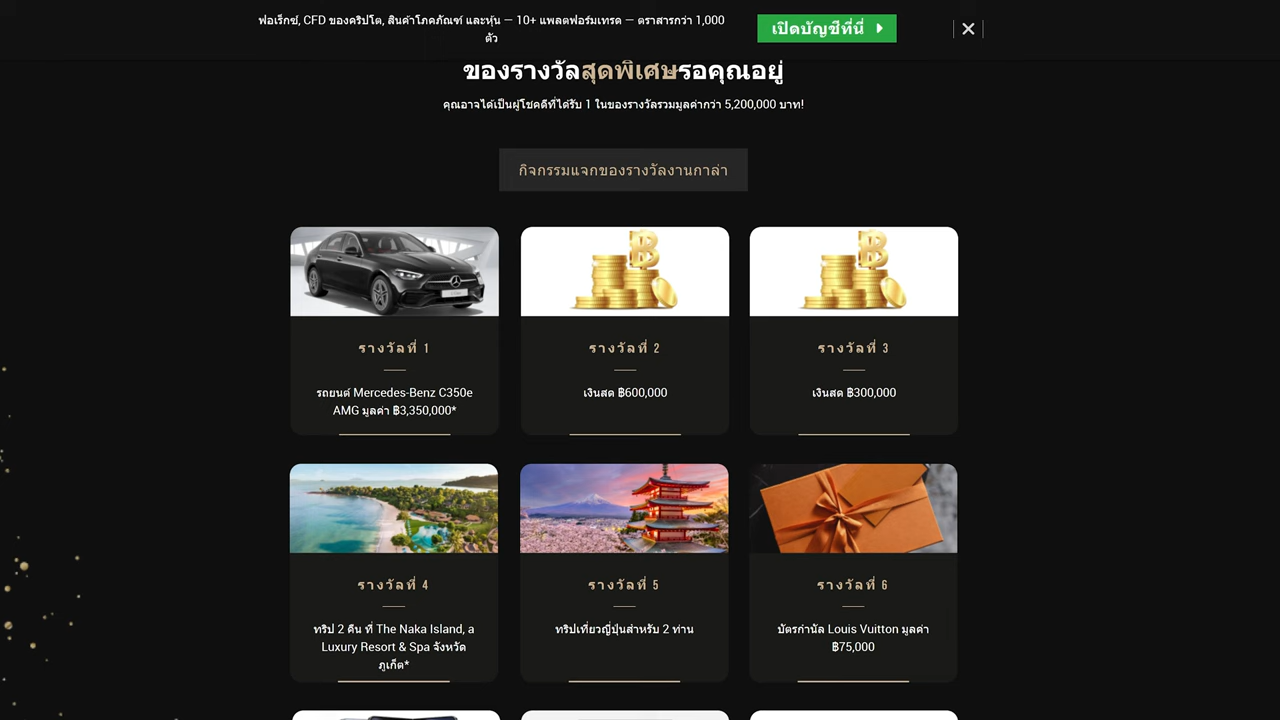 ฟอเร็กซ์, CFD ของคริปโต, สินค้าโภคภัณฑ์ และหุ้น — 10+ แพลตฟอร์มเทรด — ตราสารกว่า 1,000
ตัว
เปิดบัญชีที่นี่
ของรางวัลสุดพิเศษรอคุณอยู่
คุณอาจได้เป็นผู้โชคดีที่ได้รับ 1 ในของรางวัลรวมมูลค่ากว่า 5,200,000 บาท!
กิจกรรมแจกของรางวัลงานกาล่า
รางวัลที่ 1
รถยนต์ Mercedes-Benz C350e
AMG มูลค่า ฿3,350,000*
รางวัลที่ 2
เงินสด ฿600,000
รางวัลที่ 3
เงินสด ฿300,000
รางวัลที่ 4
ทริป 2 คืน ที่ The Naka Island, a
Luxury Resort & Spa จังหวัด
ภูเก็ต*
รางวัลที่ 5
ทริปเที่ยวญี่ปุ่นสำหรับ 2 ท่าน
รางวัลที่ 6
บัตรกำนัล Louis Vuitton มูลค่า
฿75,000